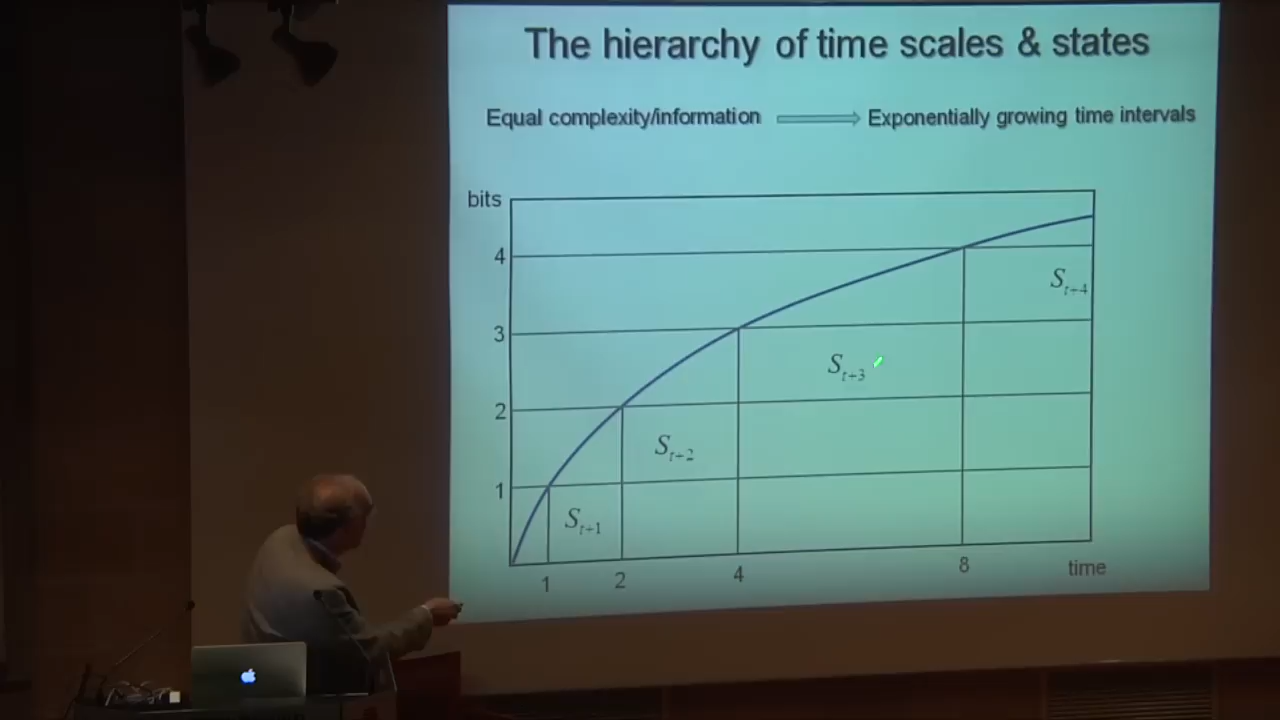 The hierarchy of time scales & states
Equal complexity/information Exponentially growing time intervals
bits
4
3
2
1
S_{t+4}
S_{t+3}
S_{t+2}
S_{t+1}
1 2 4 8 time